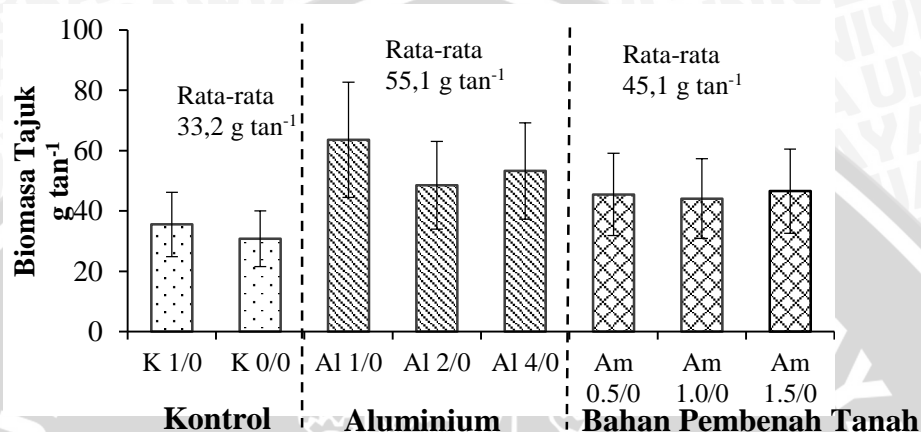 Biomasa Tajuk
g tan-1
100
80
60
40
20
0
Rata-rata
33,2 g tan-1
Rata-rata
55,1 g tan-1
Rata-rata
45,1 g tan-1
K 1/0 K 0/0 Al 1/0 Al 2/0 Al 4/0 Am Am Am
0.5/0 1.0/0 1.5/0
Kontrol Aluminium Bahan Pembenah Tanah